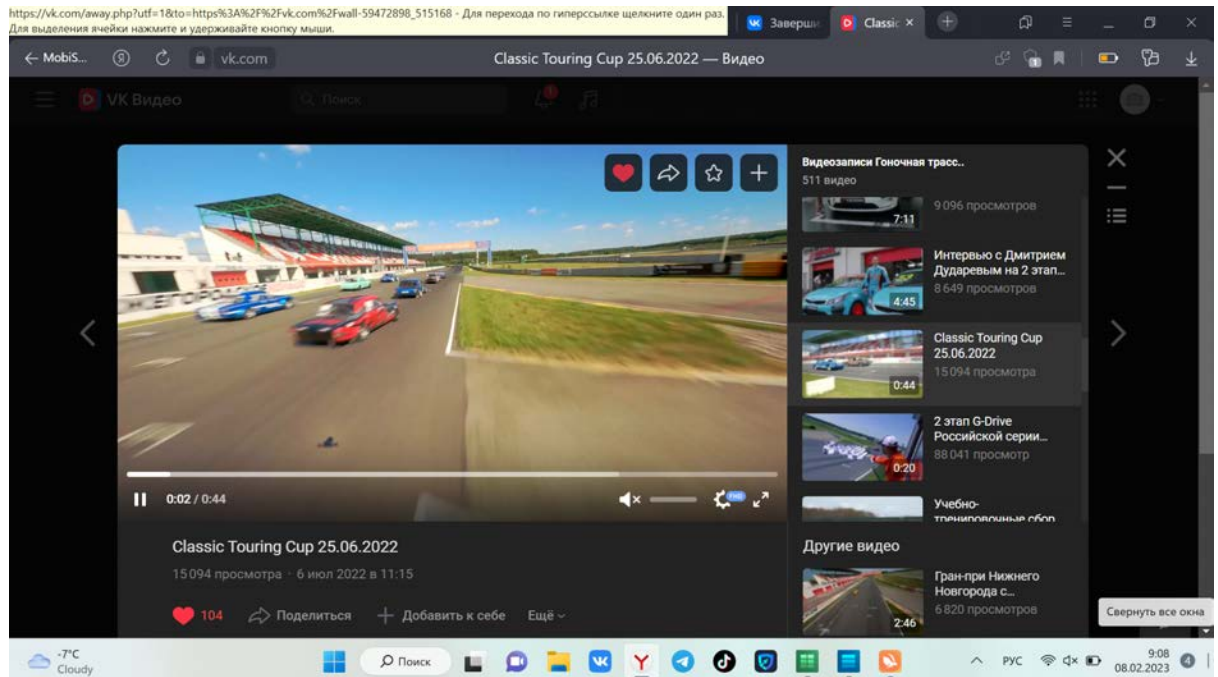 https://vk.com/away.php?utf=1&to=https%3A%2F%2Fvk.com%2Fwall-59472898_515168 - Для перехода по гиперссылке щелкните один раз.
Для выделения ячейки нажмите и удерживайте кнопку мыши.
Заверши
Classic
MobiS...
vk.com
Classic Touring Cup 25.06.2022 — Видео
VK Видео
Поиск
1
Видеозаписи Гоночная трасс..
511 видео
7:11
9 096 просмотров
Интервью с Дмитрием
Дударевым на 2 этап...
8 649 просмотров
4:45
Classic Touring Cup
25.06.2022
15 094 просмотра
0:44
2 этап G-Drive
Российской серии...
88 041 просмотр
0:20
Учебно-
тренировочные сбор
0:02 / 0:44
FHD
Classic Touring Cup 25.06.2022
15 094 просмотра · 6 июл 2022 в 11:15
104
Поделиться
Добавить к себе
Ещё
Другие видео
Гран-при Нижнего
Новгорода с...
6 820 просмотров
2:46
Свернуть все окна
-7°C
Cloudy
Поиск
РУС
9:08
08.02.2023
4